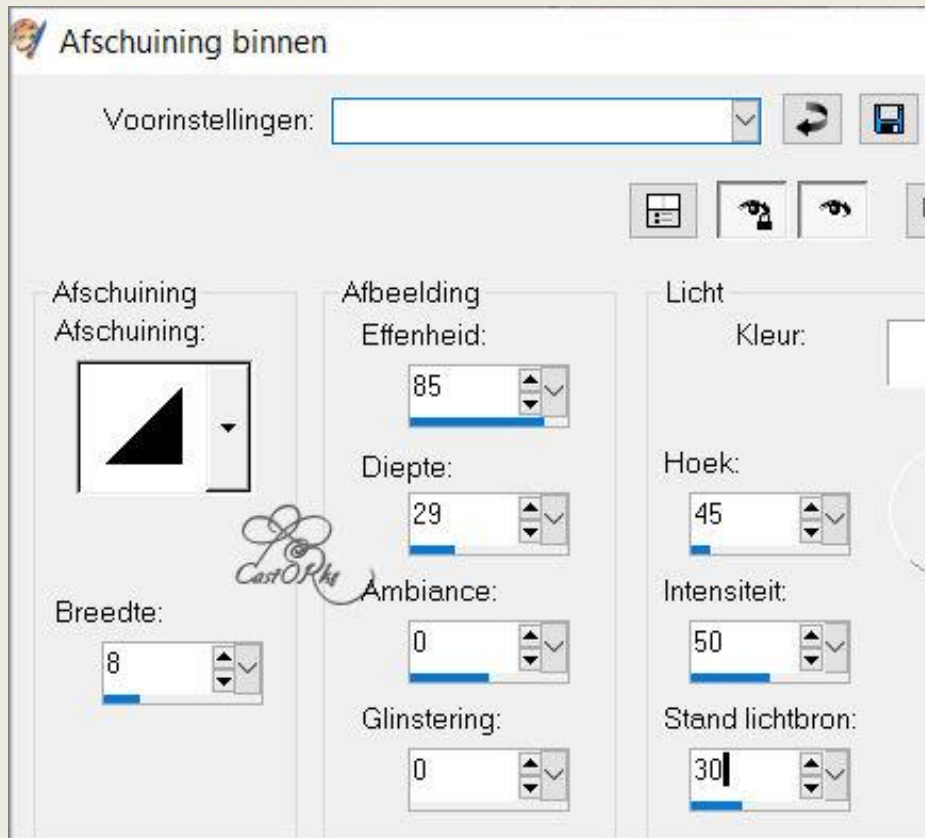 Afschuining binnen
Voorinstellingen:
Afschuining
Afschuining:
Breedte:
8
Afbeelding
Effenheid:
85
Diepte:
29
Ambiance:
0
Glinstering:
0
Licht
Kleur:
Hoek:
45
Intensiteit:
50
Stand lichtbron:
30